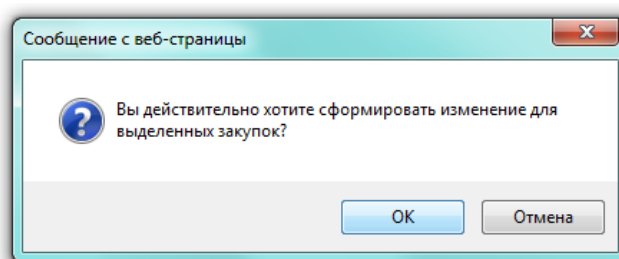 Сообщение с веб-страницы
Вы действительно хотите сформировать изменение для
выделенных закупок?
OK
Отмена